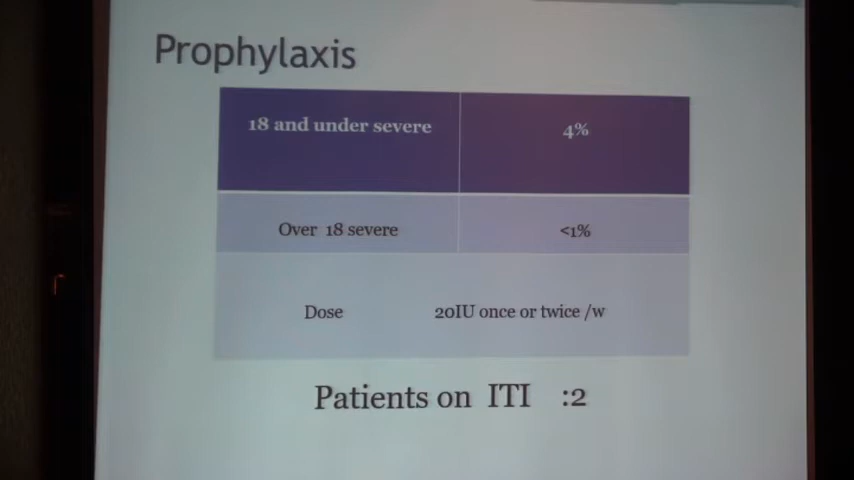 Prophylaxis
18 and under severe 4%
Over 18 severe <1%
Dose 20IU once or twice /w
Patients on ITI :2